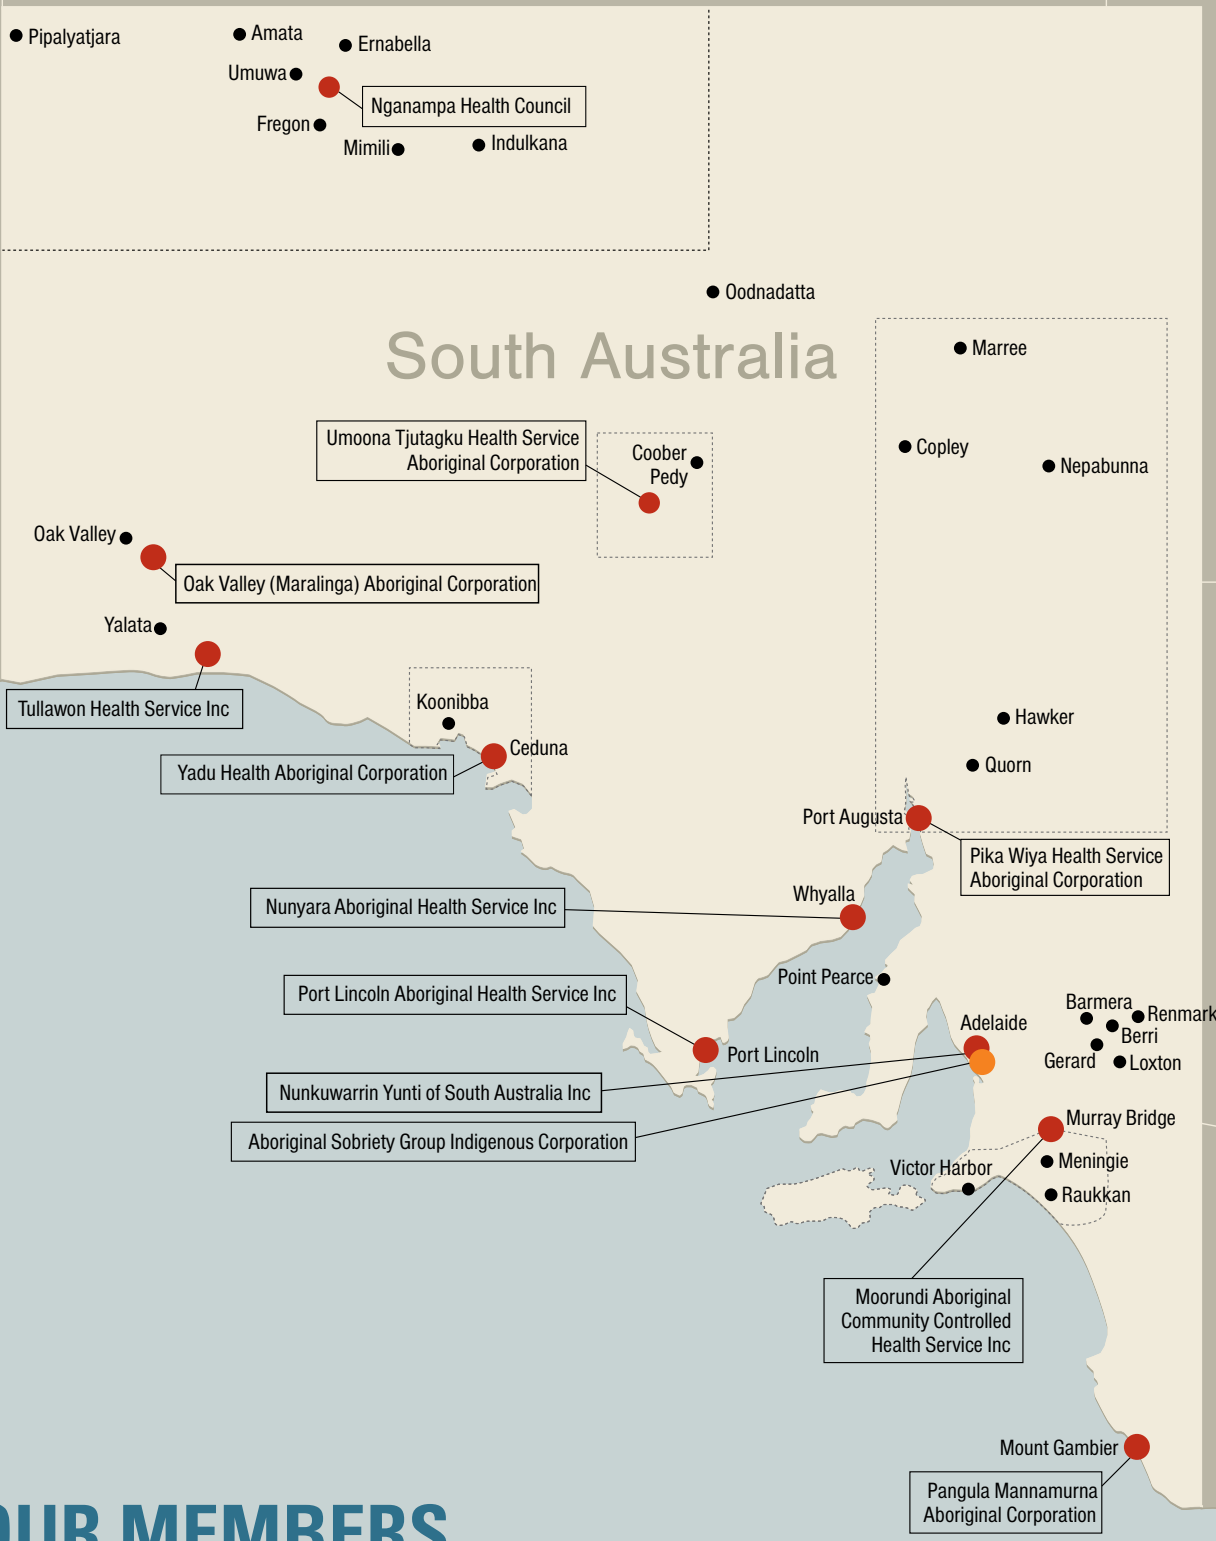 Pipalyatjara
Amata
Ernabella
Umuwa
Nganampa Health Council
Fregon
Mimili
Indulkana
Oodnadatta
South Australia
Marree
Umoona Tjutagku Health Service
Aboriginal Corporation
Coober
Pedy
Copley
Nepabunna
Oak Valley
Oak Valley (Maralinga) Aboriginal Corporation
Yalata
Tullawon Health Service Inc
Koonibba
Ceduna
Yadu Health Aboriginal Corporation
Hawker
Quorn
Port Augusta
Pika Wiya Health Service
Aboriginal Corporation
Whyalla
Nunyara Aboriginal Health Service Inc
Point Pearce
Port Lincoln Aboriginal Health Service Inc
Port Lincoln
Adelaide
Barmera
Renmark
Berri
Gerard
Loxton
Nunkuwarrin Yunti of South Australia Inc
Aboriginal Sobriety Group Indigenous Corporation
Murray Bridge
Meningie
Victor Harbor
Raukkan
Moorundi Aboriginal
Community Controlled
Health Service Inc
Mount Gambier
Pangula Mannamurna
Aboriginal Corporation
OUR MEMBERS